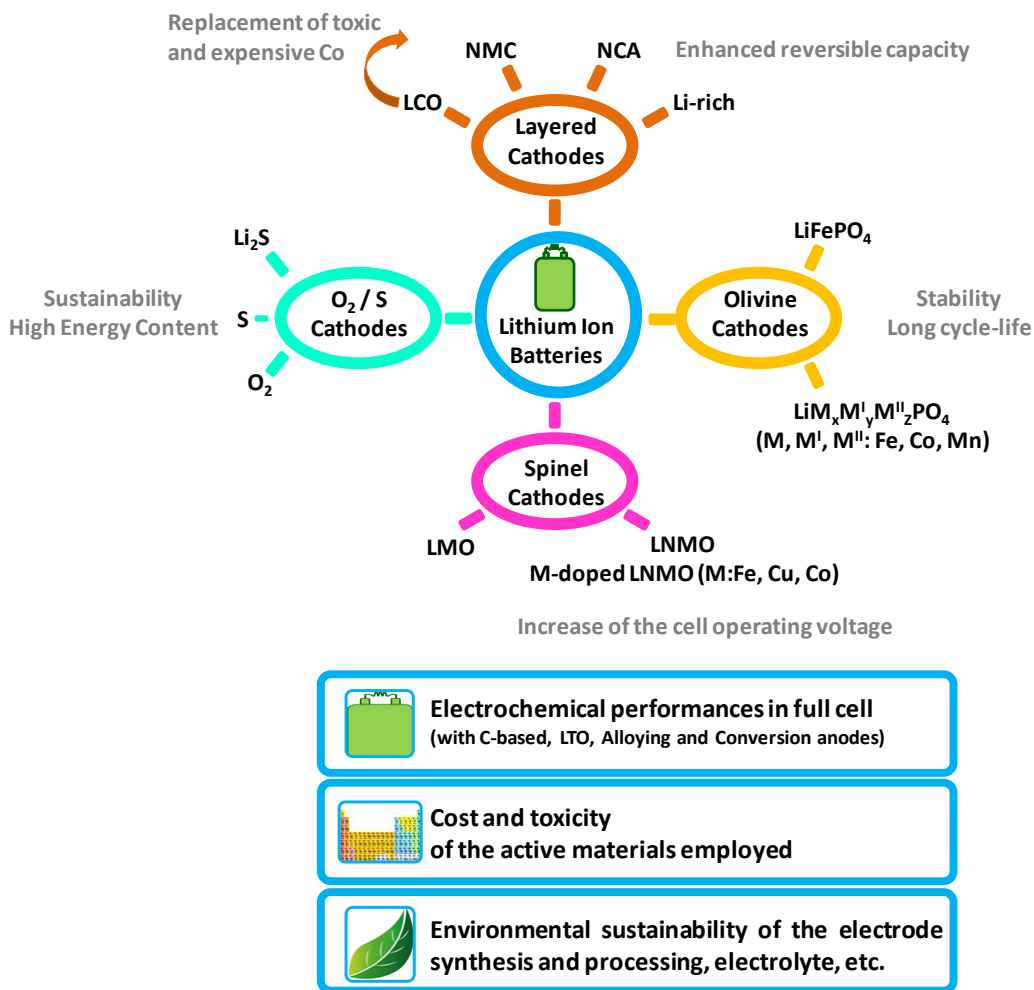 Replacement of toxic
and expensive Co
NMC
NCA
Enhanced reversible capacity
LCO
Li-rich
Layered
Cathodes
Li₂S
LiFePO₄
Sustainability
High Energy Content
S
O₂ / S
Cathodes
Lithium Ion
Batteries
Olivine
Cathodes
Stability
Long cycle-life
O₂
LiMₓMᴵᵧMᴵᴵ_ZPO₄
(M, Mᴵ, Mᴵᴵ: Fe, Co, Mn)
Spinel
Cathodes
LMO
LNMO
M-doped LNMO (M:Fe, Cu, Co)
Increase of the cell operating voltage
Electrochemical performances in full cell
(with C-based, LTO, Alloying and Conversion anodes)
Cost and toxicity
of the active materials employed
Environmental sustainability of the electrode
synthesis and processing, electrolyte, etc.